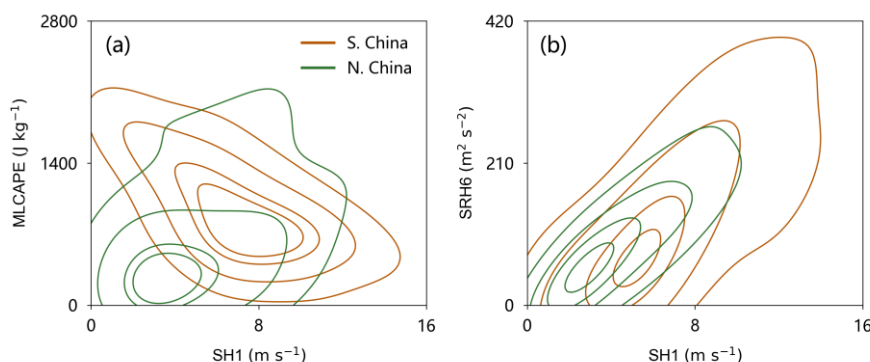 2800
420
(a)
S. China
N. China
(b)
MLCAPE (J kg⁻¹)
1400
SRH6 (m² s⁻²)
210
0
0
0
8
16
0
8
16
SH1 (m s⁻¹)
SH1 (m s⁻¹)